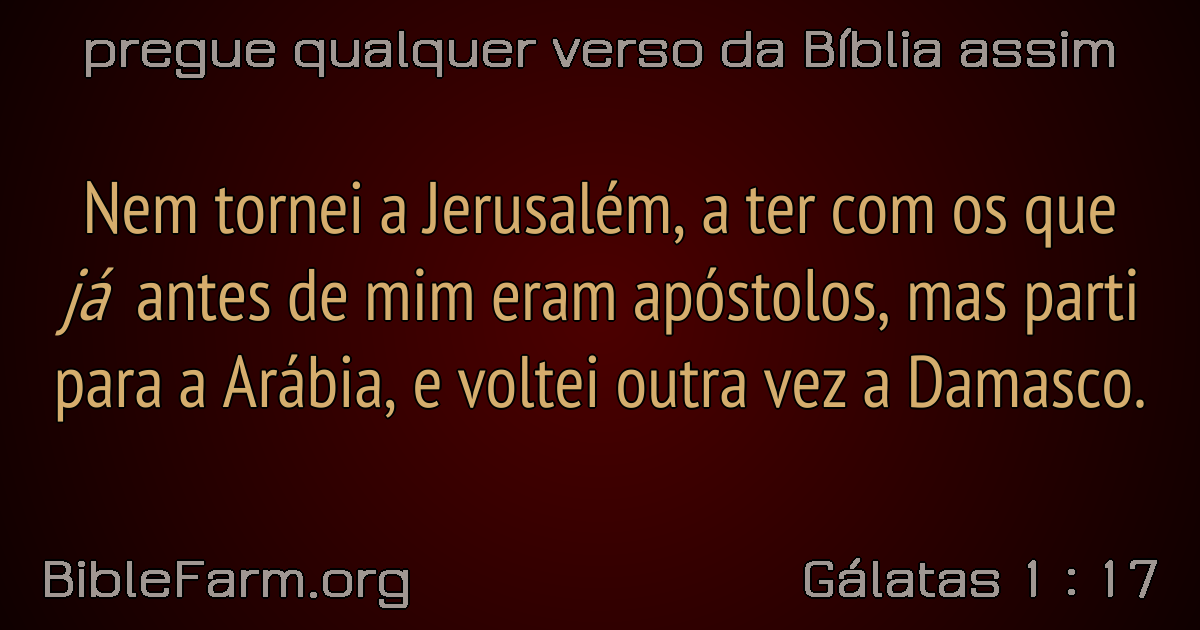 pregue qualquer verso da Bíblia assim
Nem tornei a Jerusalém, a ter com os que
já antes de mim eram apóstolos, mas parti
para a Arábia, e voltei outra vez a Damasco.
BibleFarm.org
Gálatas 1 : 17